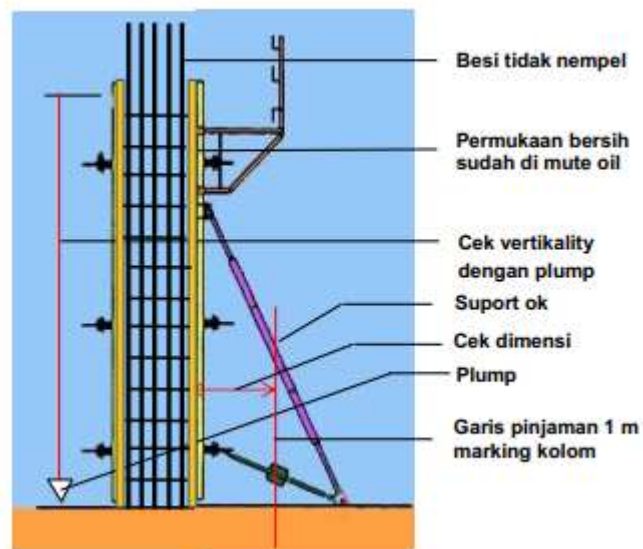 Besi tidak nempel
Permukaan bersih
sudah di mute oil
Cek vertikality
dengan plump
Suport ok
Cek dimensi
Plump
Garis pinjaman 1 m
marking kolom